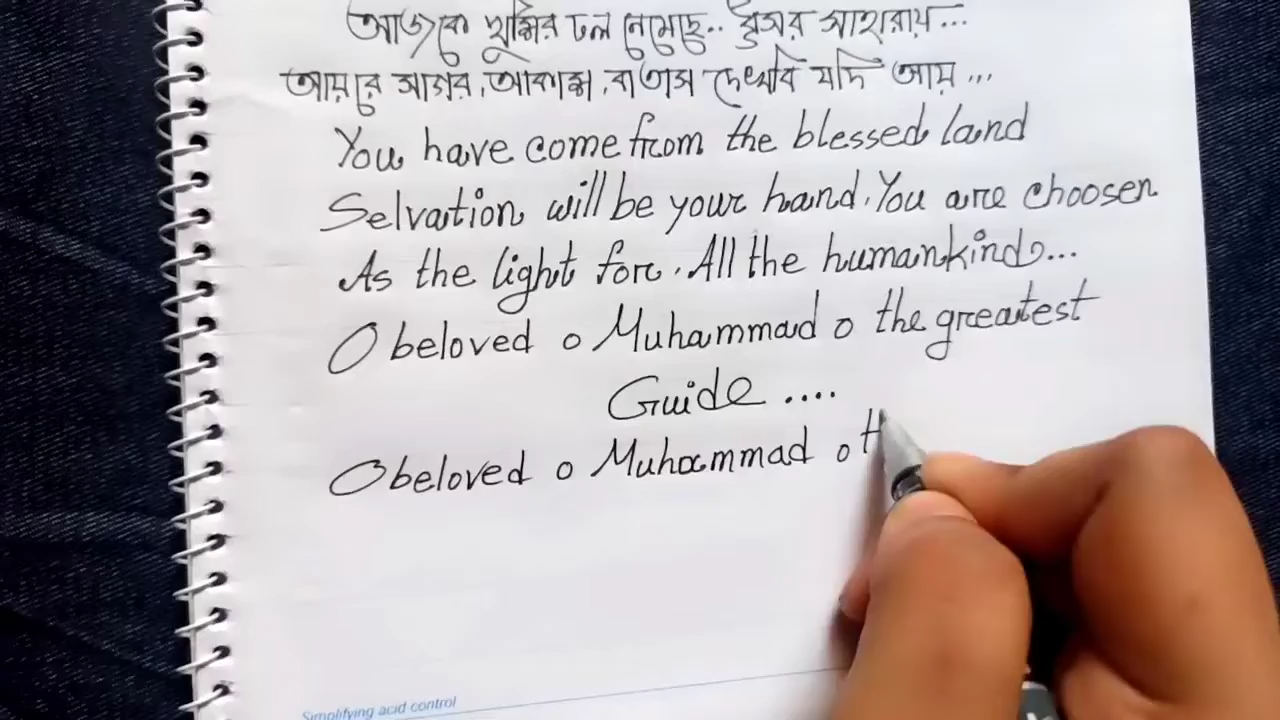 আজকে খুশির ঢল নেমেছে.. ধুসর সাহারায়...
আয়রে সাগর, আকাশ, বাতাস দেখবি যদি আয়...
You have come from the blessed land
Selvation will be your hand. You are choosen
As the light for. All the humankind...
O beloved o Muhammad o the greatest
Guide ....
O beloved o Muhammad o t
Simplifying acid control